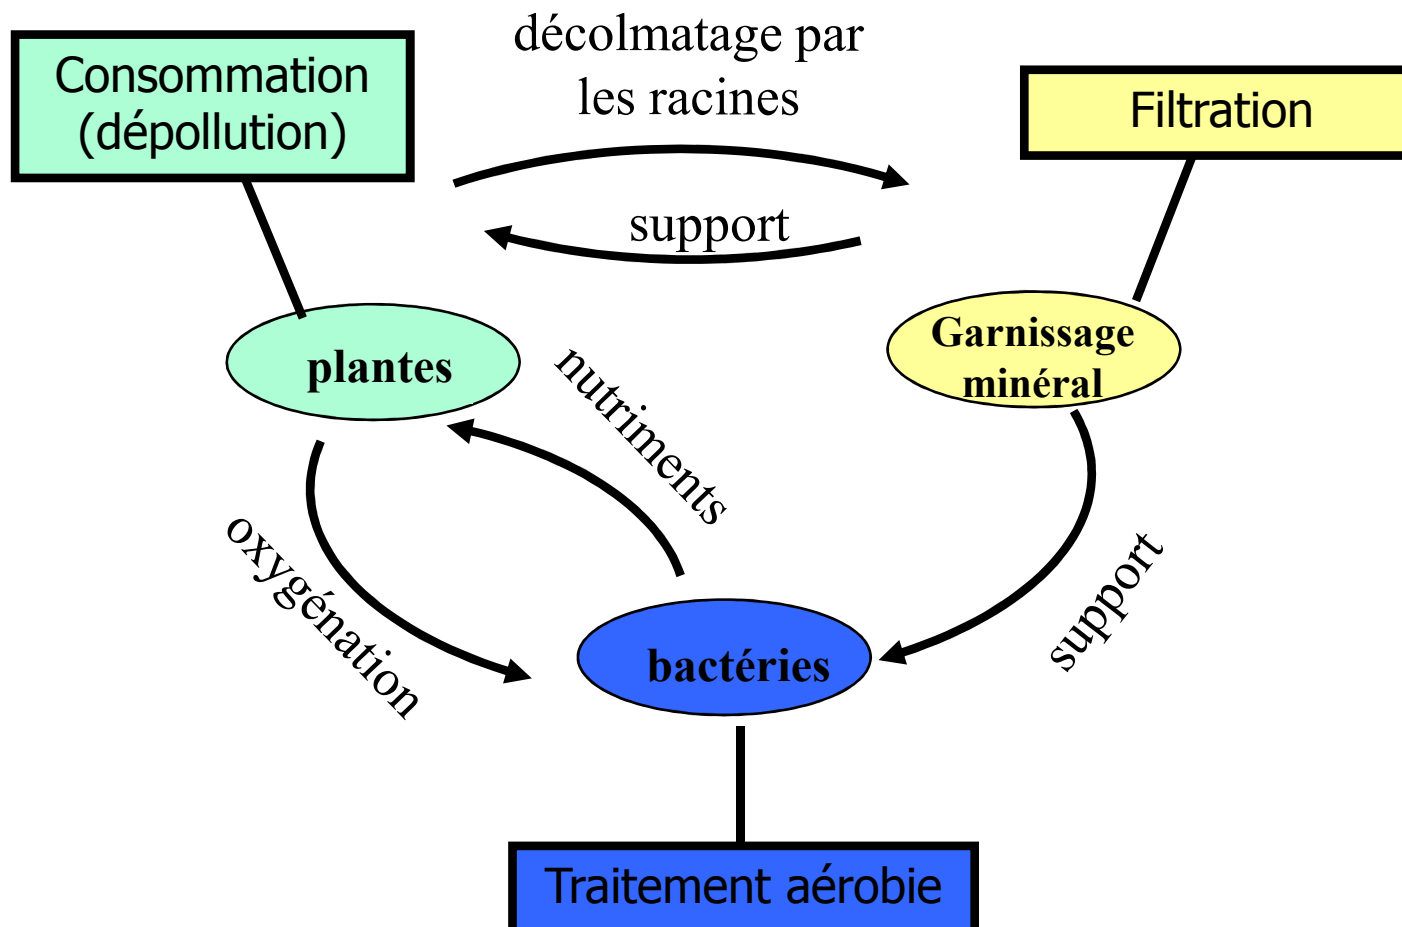 décolmatage par
les racines
Consommation
(dépollution)
Filtration
support
plantes
Garnissage
minéral
nutriments
oxygénation
support
bactéries
Traitement aérobie